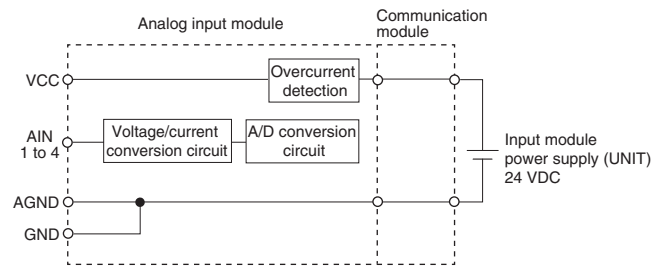 Analog input module
Communication
module
VCC
Overcurrent
detection
AIN
1 to 4
Voltage/current
conversion circuit
A/D conversion
circuit
Input module
power supply (UNIT)
24 VDC
AGND
GND